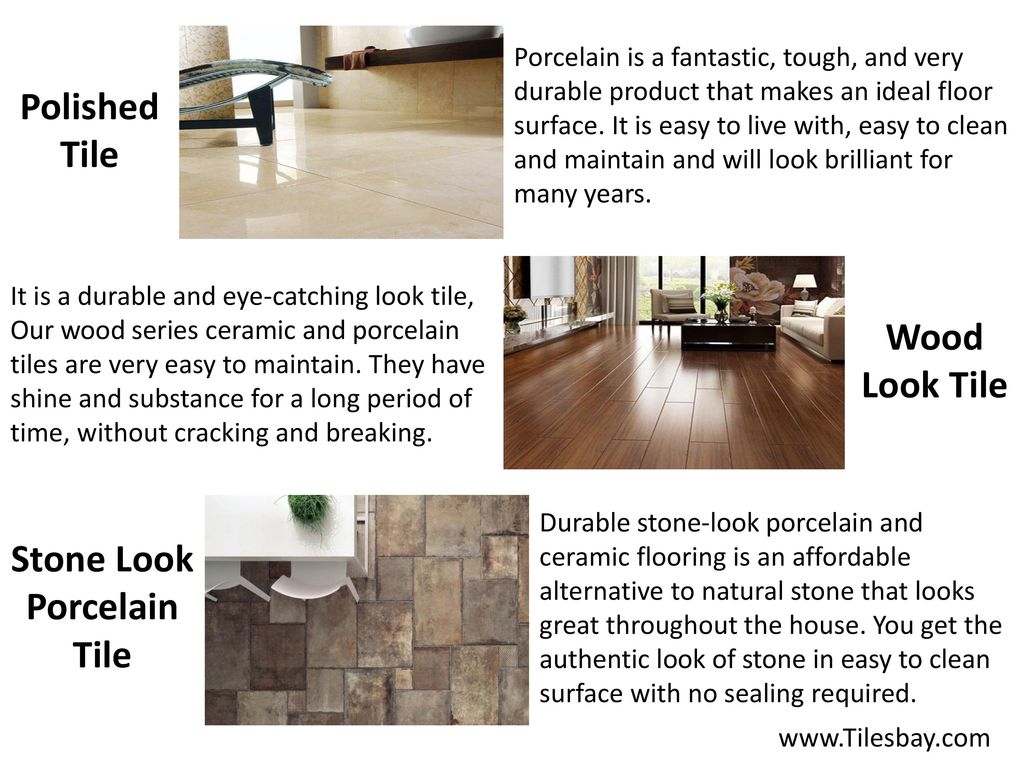 Polished
Tile
Porcelain is a fantastic, tough, and very
durable product that makes an ideal floor
surface. It is easy to live with, easy to clean
and maintain and will look brilliant for
many years.
It is a durable and eye-catching look tile,
Our wood series ceramic and porcelain
tiles are very easy to maintain. They have
shine and substance for a long period of
time, without cracking and breaking.
Wood
Look Tile
Stone Look
Porcelain
Tile
Durable stone-look porcelain and
ceramic flooring is an affordable
alternative to natural stone that looks
great throughout the house. You get the
authentic look of stone in easy to clean
surface with no sealing required.
www.Tilesbay.com